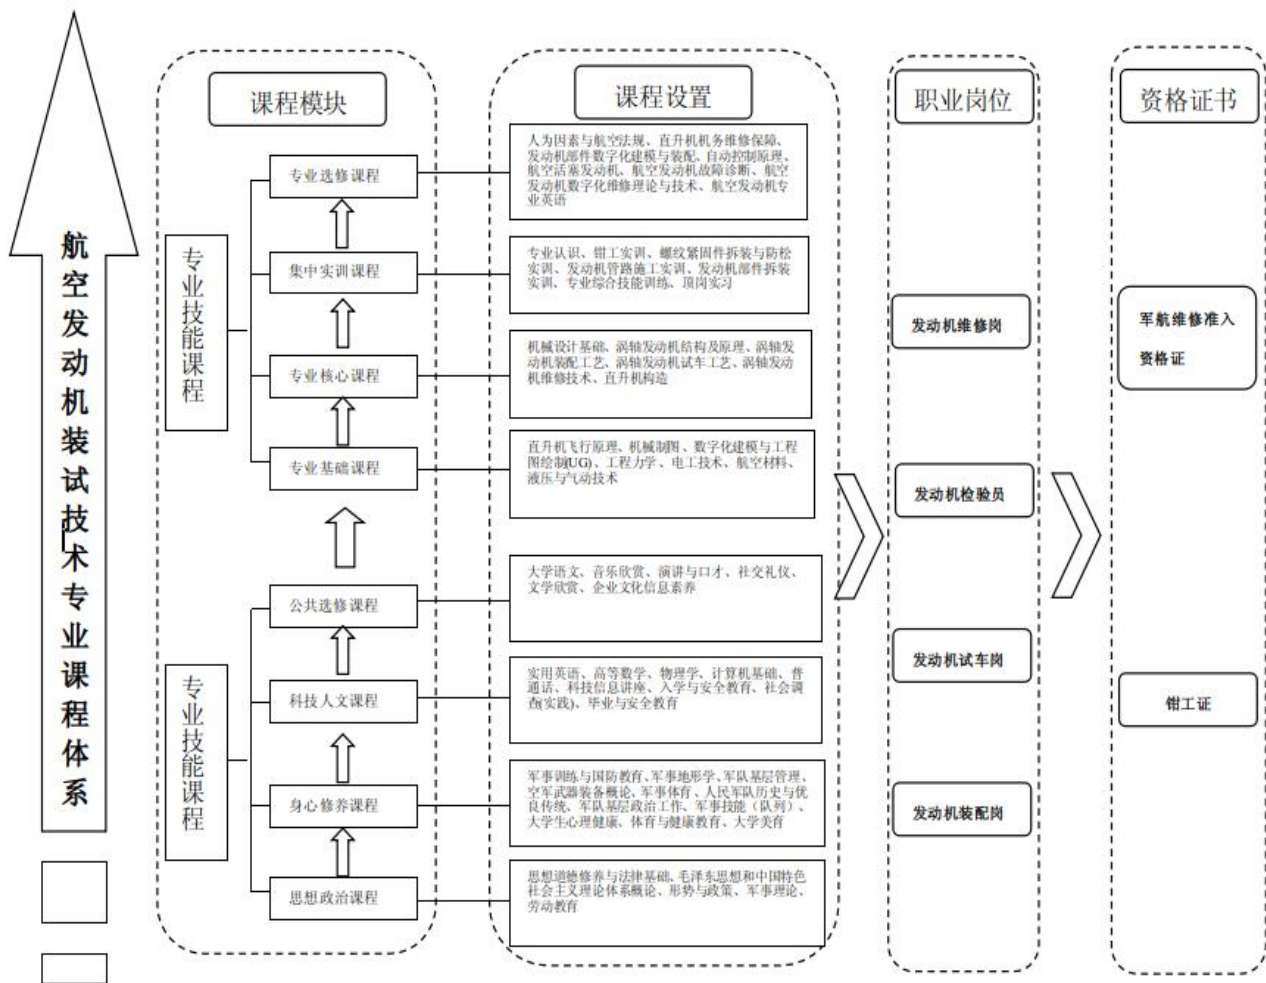 航空发动机装试技术专业课程体系
课程模块
专业技能课程
专业选修课程
集中实训课程
专业核心课程
专业基础课程
专业技能课程
公共选修课程
科技人文课程
身心修养课程
思想政治课程
课程设置
人为因素与航空法规、直升机机务维修保障、
发动机部件数字化建模与装配、自动控制原理、
航空活塞发动机、航空发动机故障诊断、航空
发动机数字化维修理论与技术、航空发动机专
业英语
专业认识、钳工实训、螺纹紧固件拆装与防松
实训、发动机管路施工实训、发动机部件拆装
实训、专业综合技能训练、顶岗实习
机械设计基础、涡轴发动机结构及原理、涡轴发
动机装配工艺、涡轴发动机试车工艺、涡轴发动
机维修技术、直升机构造
直升机飞行原理、机械制图、数字化建模与工程
图绘制(UG)、工程力学、电工技术、航空材料、
液压与气动技术
大学语文、音乐欣赏、演讲与口才、社交礼仪、
文学欣赏、企业文化信息素养
实用英语、高等数学、物理学、计算机基础、普
通话、科技信息讲座、入学与安全教育、社会调
查(实践)、毕业与安全教育
军事训练与国防教育、军事地形学、军队基层管理、
空军武器装备概论、军事体育、人民军队历史与优
良传统、军队基层政治工作、军事技能（队列）、
大学生心理健康、体育与健康教育、大学美育
思想道德修养与法律基础、毛泽东思想和中国特色
社会主义理论体系概论、形势与政策、军事理论、
劳动教育
职业岗位
发动机维修岗
发动机检验员
发动机试车岗
发动机装配岗
资格证书
军航维修准入
资格证
钳工证